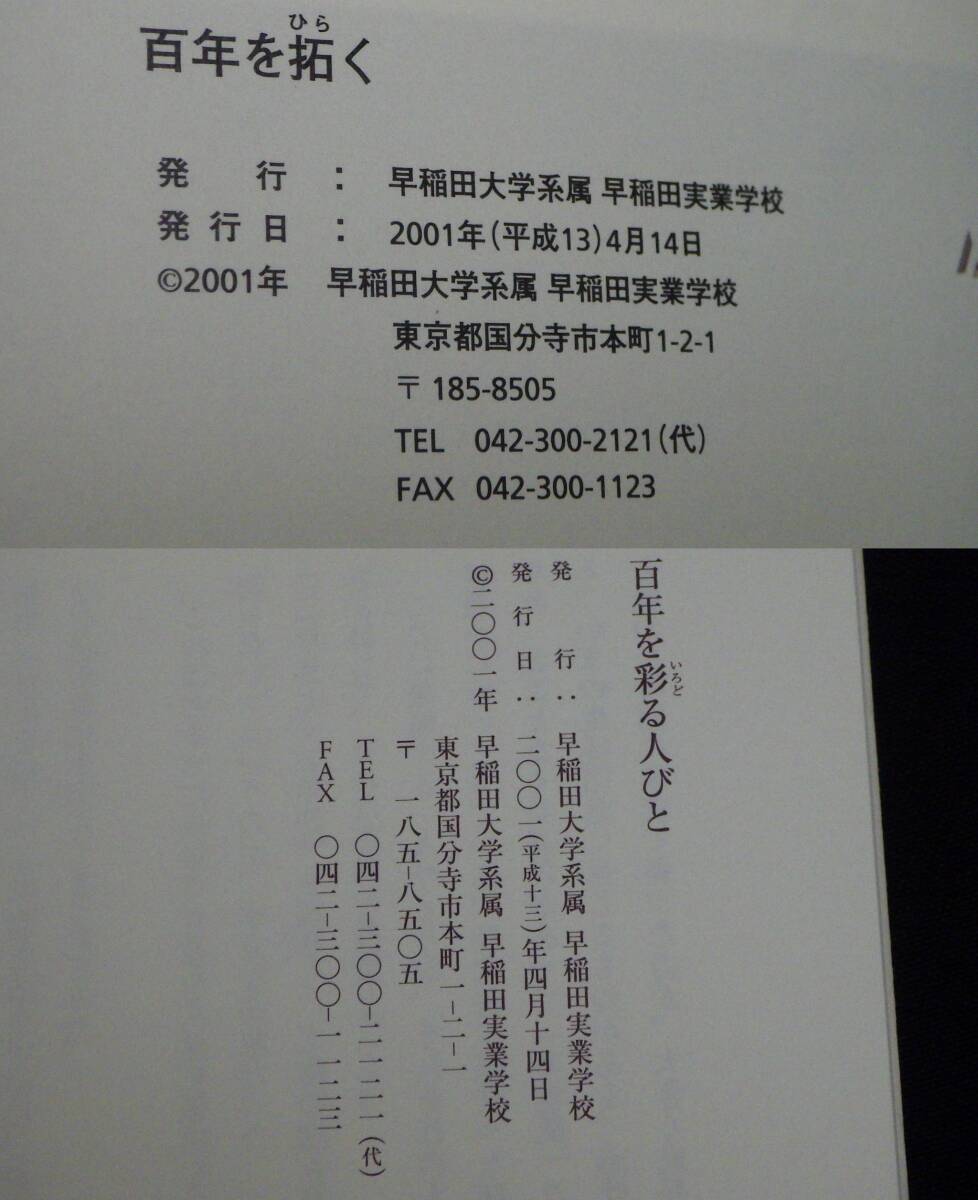 百年を拓く
ひら
発　行　：　早稲田大学系属 早稲田実業学校
発 行 日　：　2001年(平成13)4月14日
©2001年　早稲田大学系属 早稲田実業学校
東京都国分寺市本町1-2-1
〒 185-8505
TEL 042-300-2121(代)
FAX 042-300-1123
百年を彩る人びと
いろど
発　行：　早稲田大学系属 早稲田実業学校
発 行 日：　二〇〇一(平成十三)年四月十四日
©二〇〇一年　早稲田大学系属 早稲田実業学校
東京都国分寺市本町一-二-一
〒 一八五-八五〇五
TEL 〇四二-三〇〇-二一二一(代)
FAX 〇四二-三〇〇-一一二三